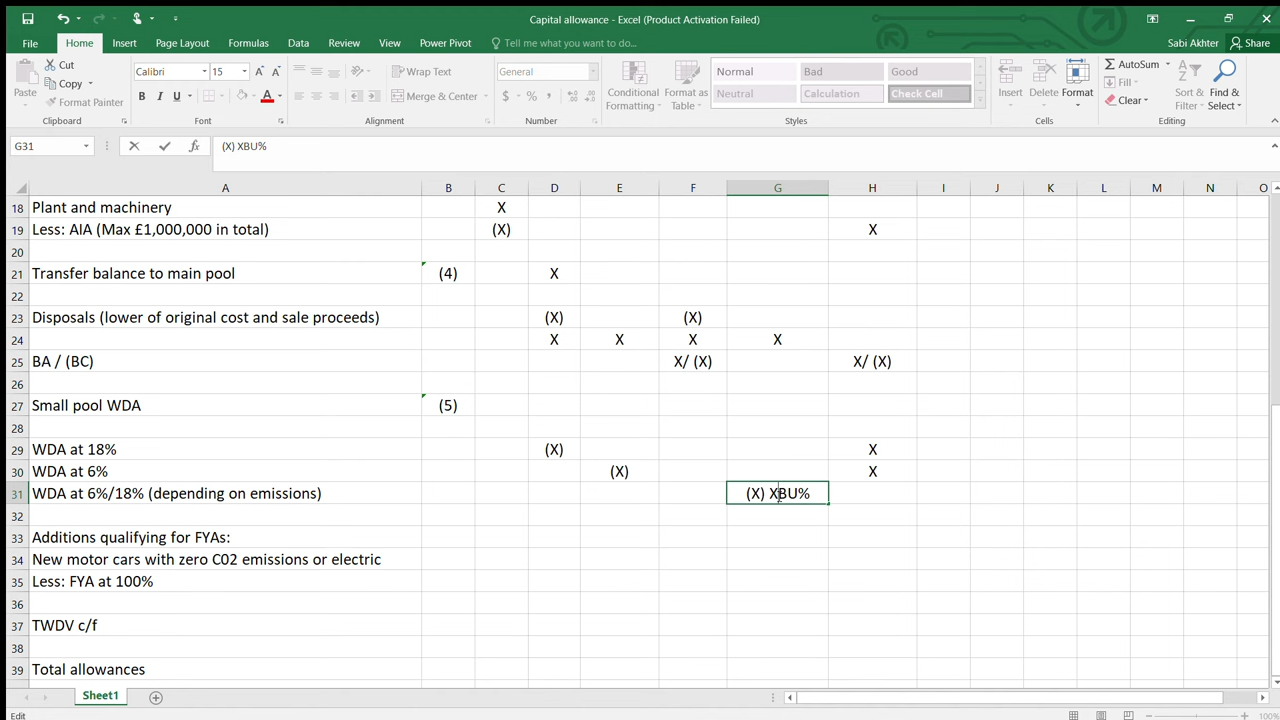 Capital allowance - Excel (Product Activation Failed)
File Home Insert Page Layout Formulas Data Review View Power Pivot Tell me what you want to do... Sabi Akhter Share
Cut
Copy
Format Painter
Paste
Clipboard
Calibri 15
B I U
Font
Wrap Text
Merge & Center
Alignment
General
$ % ,
Number
Conditional Formatting
Format as Table
Normal Bad Good
Neutral Calculation Check Cell
Styles
Insert Delete Format
Cells
AutoSum
Fill
Clear
Sort & Filter
Find & Select
Editing
G31 fx (X) XBU%
A B C D E F G H I J K L M N O
18 Plant and machinery X
19 Less: AIA (Max £1,000,000 in total) (X) X
20
21 Transfer balance to main pool (4) X
22
23 Disposals (lower of original cost and sale proceeds) (X) (X)
24 X X X X
25 BA / (BC) X/ (X) X/ (X)
26
27 Small pool WDA (5)
28
29 WDA at 18% (X) X
30 WDA at 6% (X) X
31 WDA at 6%/18% (depending on emissions) (X) XBU%
32
33 Additions qualifying for FYAs:
34 New motor cars with zero C02 emissions or electric
35 Less: FYA at 100%
36
37 TWDV c/f
38
39 Total allowances
Sheet1
Edit 100%